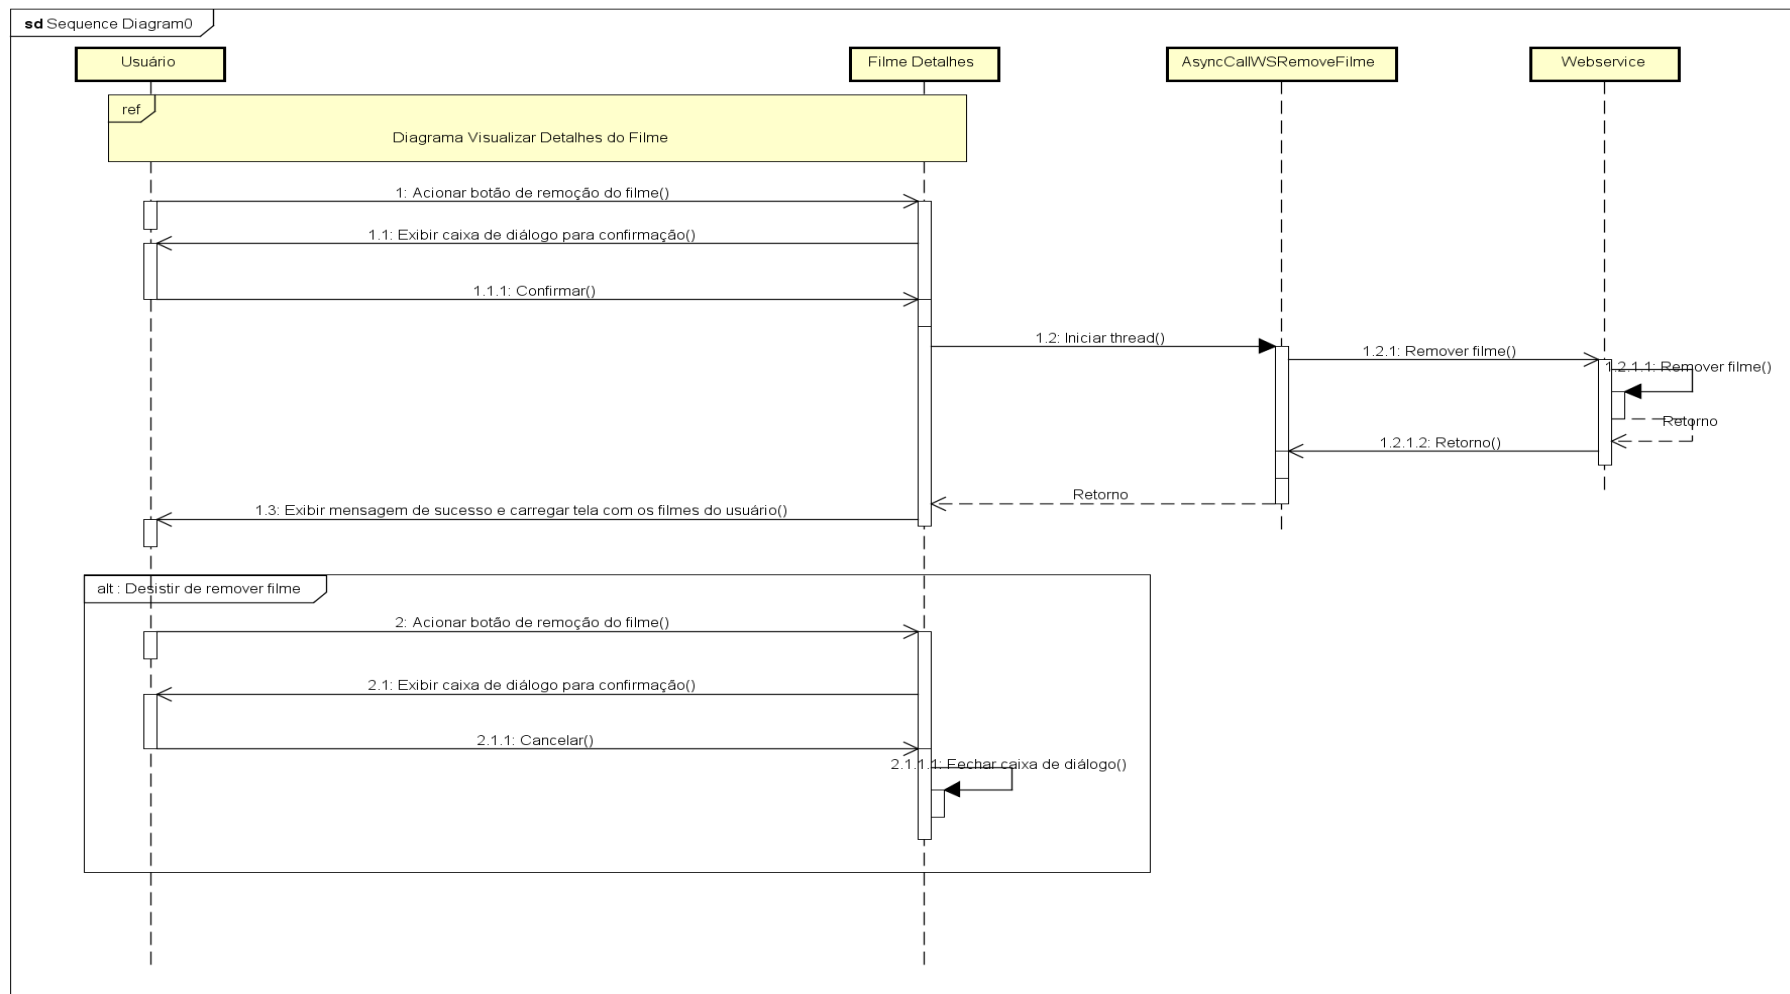 sd Sequence Diagram0
Usuário
Filme Detalhes
AsyncCallWSRemoveFilme
Webservice
ref
Diagrama Visualizar Detalhes do Filme
1: Acionar botão de remoção do filme()
1.1: Exibir caixa de diálogo para confirmação()
1.1.1: Confirmar()
1.2: Iniciar thread()
1.2.1: Remover filme()
1.2.1.1: Remover filme()
Retorno
1.2.1.2: Retorno()
Retorno
1.3: Exibir mensagem de sucesso e carregar tela com os filmes do usuário()
alt : Desistir de remover filme
2: Acionar botão de remoção do filme()
2.1: Exibir caixa de diálogo para confirmação()
2.1.1: Cancelar()
2.1.1.1: Fechar caixa de diálogo()